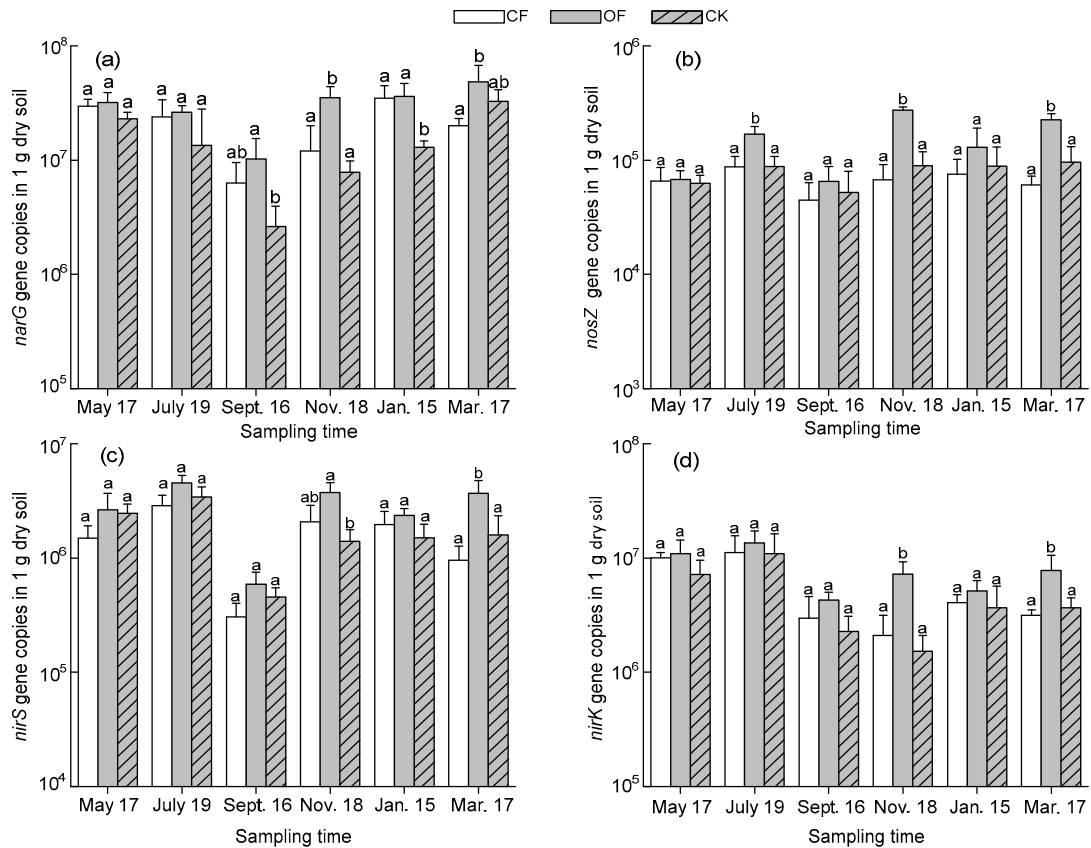 CF OF CK
(a)
narG gene copies in 1 g dry soil
10^8
10^7
10^6
10^5
a a a
a a a
ab a b
a b a
a a b
a b ab
May 17 July 19 Sept. 16 Nov. 18 Jan. 15 Mar. 17
Sampling time
(b)
nosZ gene copies in 1 g dry soil
10^6
10^5
10^4
10^3
a a a
a b a
a a a
a b a
a a a
a b a
May 17 July 19 Sept. 16 Nov. 18 Jan. 15 Mar. 17
Sampling time
(c)
nirS gene copies in 1 g dry soil
10^7
10^6
10^5
10^4
a a a
a a a
a a a
ab a b
a a a
a b a
May 17 July 19 Sept. 16 Nov. 18 Jan. 15 Mar. 17
Sampling time
(d)
nirK gene copies in 1 g dry soil
10^8
10^7
10^6
10^5
a a a
a a a
a a a
a b a
a a a
a b a
May 17 July 19 Sept. 16 Nov. 18 Jan. 15 Mar. 17
Sampling time